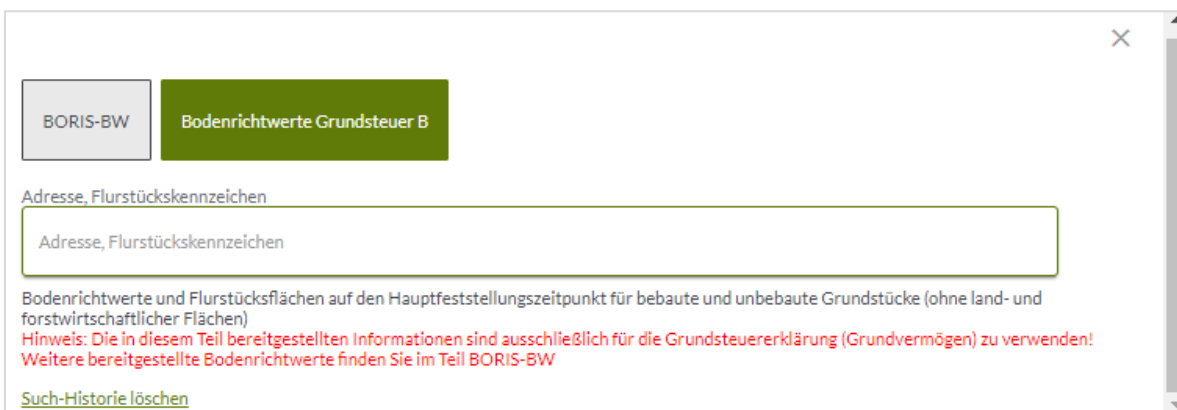 BORIS-BW
Bodenrichtwerte Grundsteuer B
Adresse, Flurstückskennzeichen
Adresse, Flurstückskennzeichen
Bodenrichtwerte und Flurstücksflächen auf den Hauptfeststellungszeitpunkt für bebaute und unbebaute Grundstücke (ohne land- und
forstwirtschaftlicher Flächen)
Hinweis: Die in diesem Teil bereitgestellten Informationen sind ausschließlich für die Grundsteuererklärung (Grundvermögen) zu verwenden!
Weitere bereitgestellte Bodenrichtwerte finden Sie im Teil BORIS-BW
Such-Historie löschen